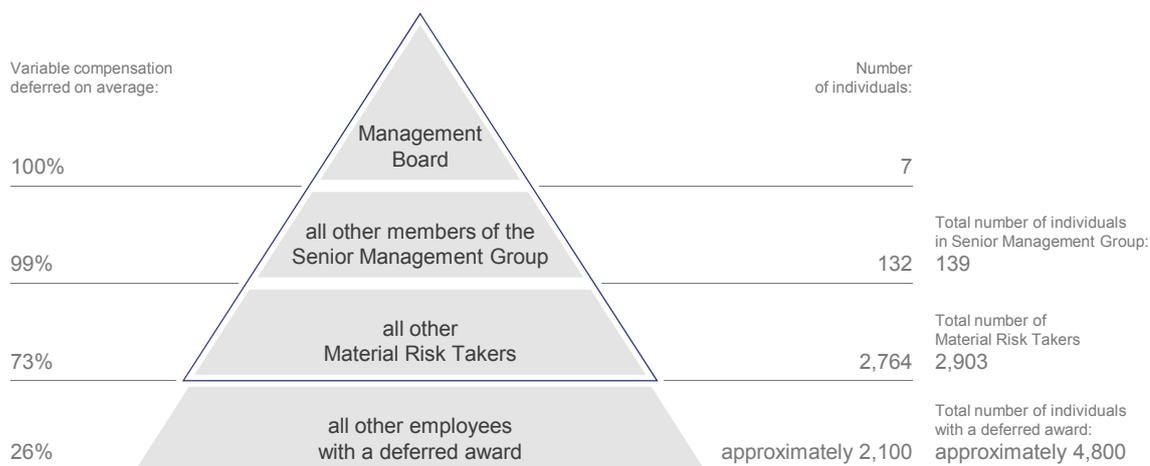 Variable compensation
deferred on average:
Number
of individuals:
Management
Board
100%
7
all other members of the
Senior Management Group
99%
132
Total number of individuals
in Senior Management Group:
139
all other
Material Risk Takers
73%
2,764
Total number of
Material Risk Takers
2,903
all other employees
with a deferred award
26%
approximately 2,100
Total number of individuals
with a deferred award:
approximately 4,800